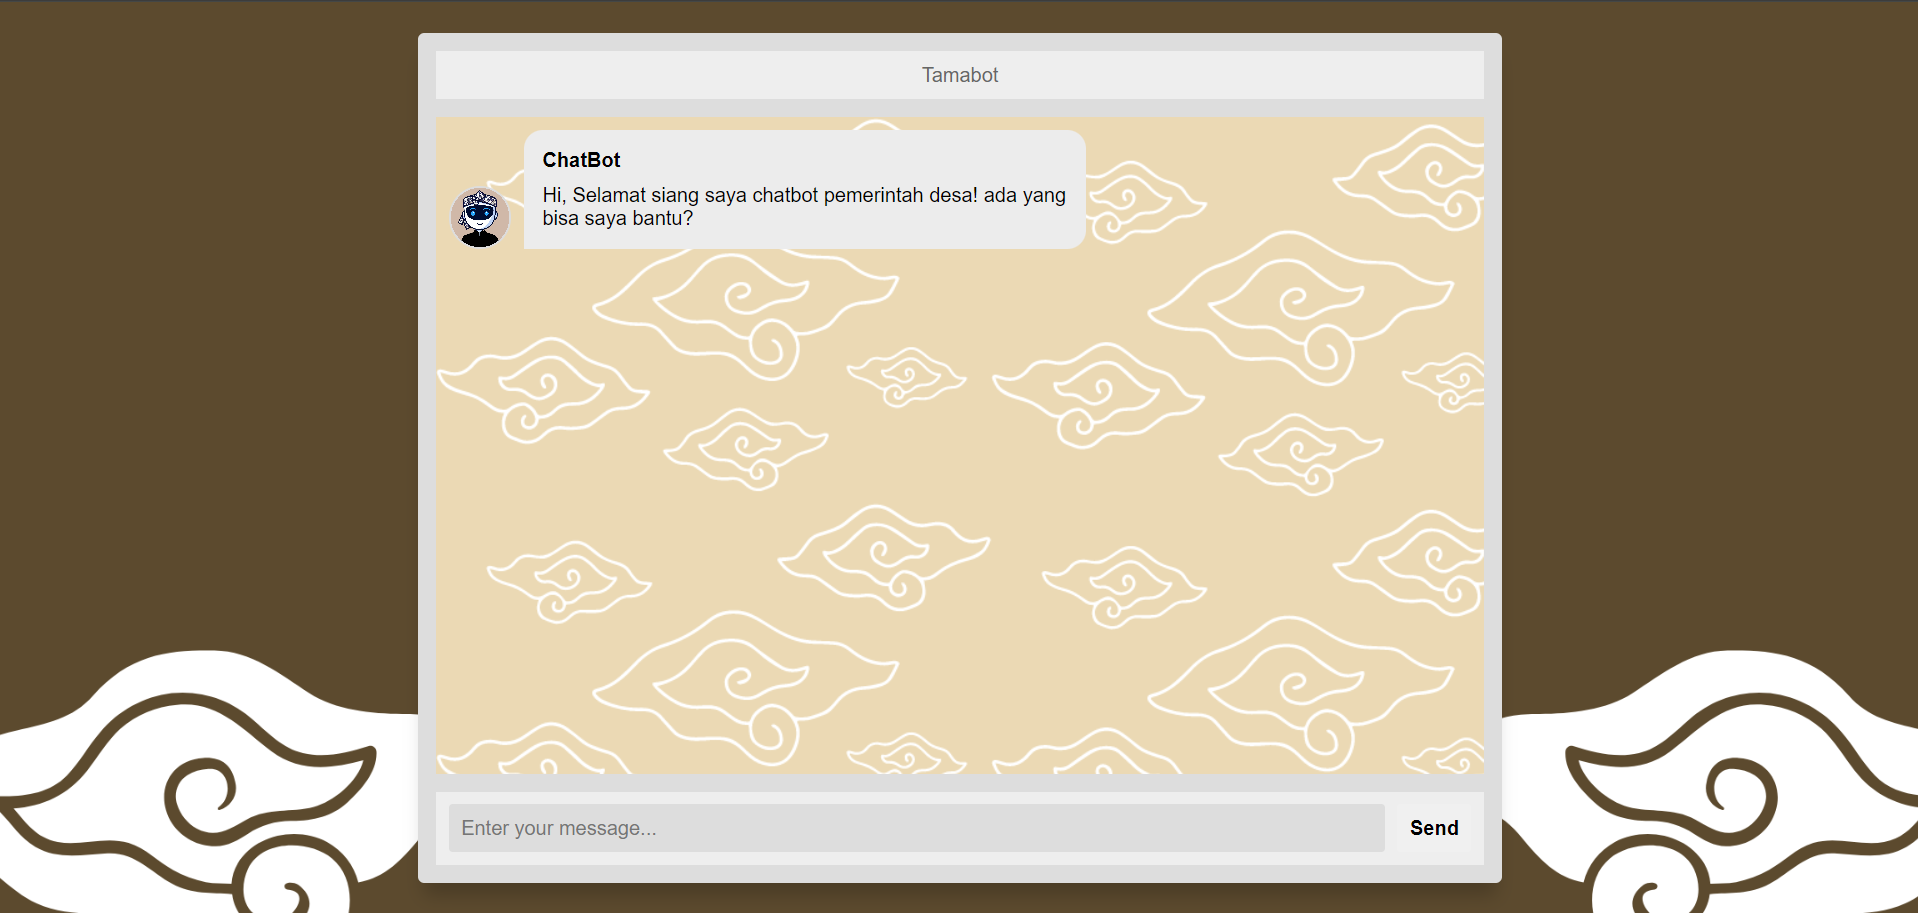 Tamabot
ChatBot
Hi, Selamat siang saya chatbot pemerintah desa! ada yang
bisa saya bantu?
Enter your message...
Send